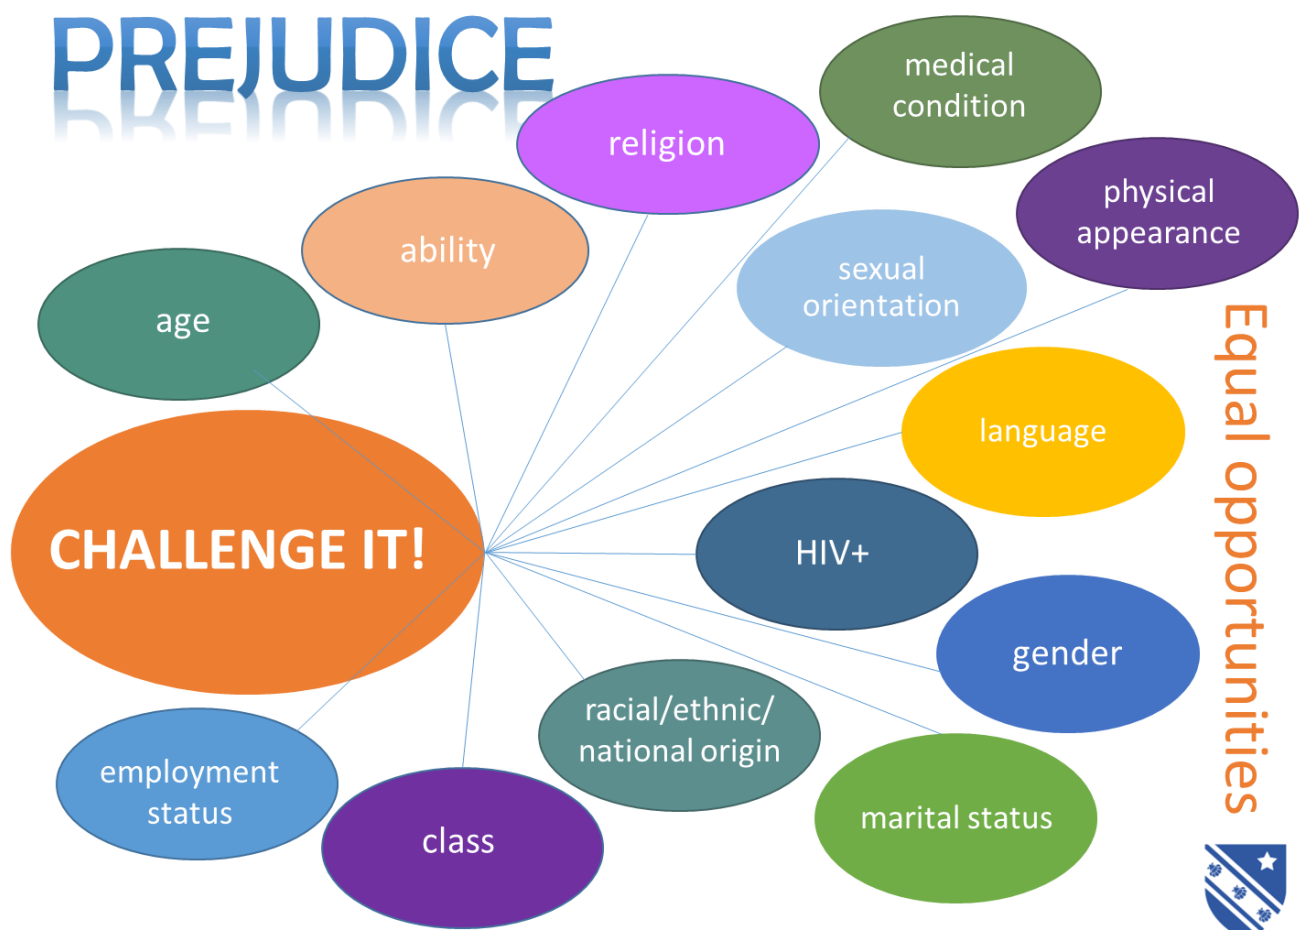 PREJUDICE
medical
condition
religion
physical
appearance
ability
sexual
orientation
age
Equal opportunities
language
CHALLENGE IT!
HIV+
gender
racial/ethnic/
national origin
employment
status
marital status
class